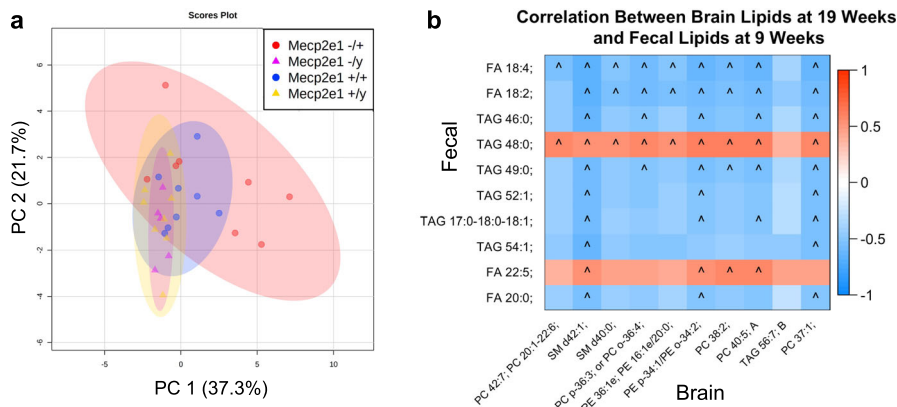 a
Scores Plot
Mecp2e1 -/+
Mecp2e1 -/y
Mecp2e1 +/+
Mecp2e1 +/y
6
4
2
0
-2
-4
-6
PC 2 (21.7%)
-5
0
5
10
PC 1 (37.3%)
b
Correlation Between Brain Lipids at 19 Weeks
and Fecal Lipids at 9 Weeks
Fecal
FA 18:4; ^ ^ ^ ^ ^ ^ ^ ^ ^
FA 18:2; ^ ^ ^ ^ ^ ^ ^ ^
TAG 46:0; ^ ^ ^ ^ ^ ^
TAG 48:0; ^ ^ ^ ^ ^ ^ ^ ^ ^
TAG 49:0; ^ ^ ^ ^ ^ ^
TAG 52:1; ^ ^ ^
TAG 17:0-18:0-18:1; ^ ^ ^ ^
TAG 54:1; ^ ^
FA 22:5; ^ ^ ^ ^
FA 20:0; ^ ^ ^
PC 42:7; PC 20:1-22:6;
SM d42:1;
SM d40:0;
PC p-36:3; or PC o-36:4;
PE 36:1e; PE 16:1e/20:0;
PE p-34:1/PE o-34:2;
PC 38:2;
PC 40:5; A
TAG 56:7; B
PC 37:1;
Brain
1
0.5
0
-0.5
-1